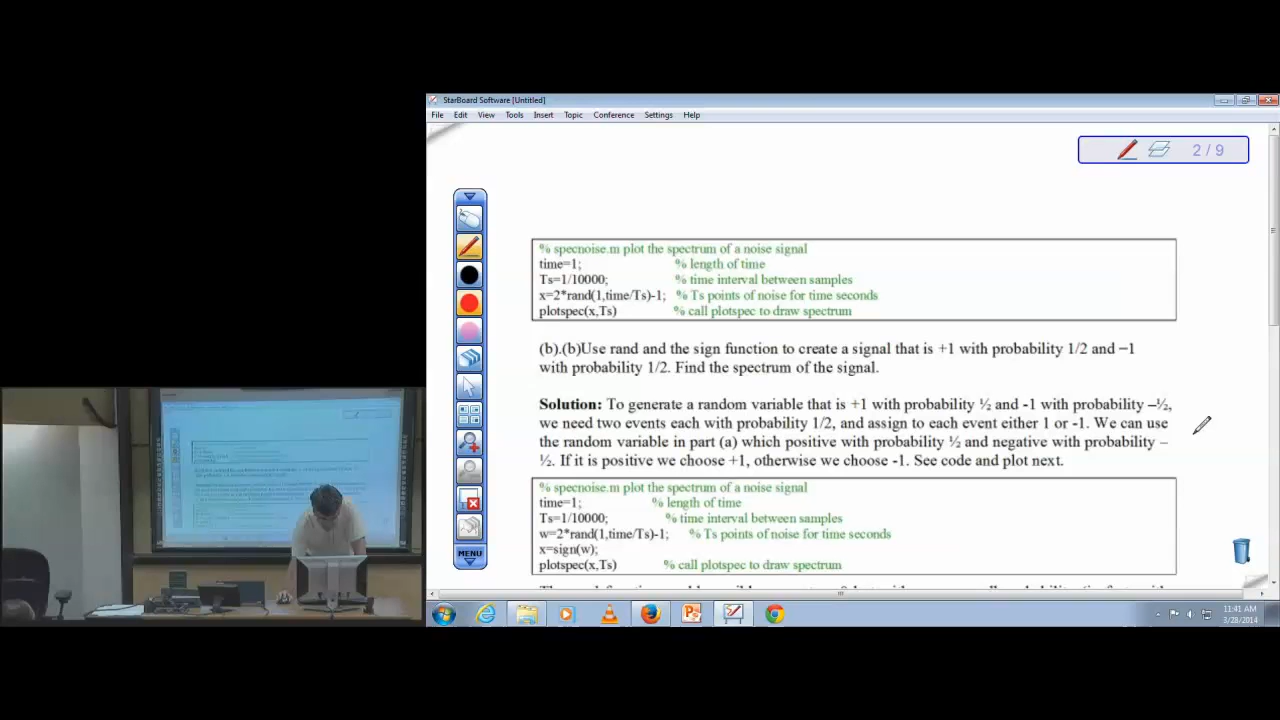 StarBoard Software [Untitled]
File Edit View Tools Insert Topic Conference Settings Help
2 / 9
% specnoise.m plot the spectrum of a noise signal
time=1; % length of time
Ts=1/10000; % time interval between samples
x=2*rand(1,time/Ts)-1; % Ts points of noise for time seconds
plotspec(x,Ts) % call plotspec to draw spectrum
(b).(b)Use rand and the sign function to create a signal that is +1 with probability 1/2 and −1
with probability 1/2. Find the spectrum of the signal.
Solution: To generate a random variable that is +1 with probability ½ and -1 with probability –½,
we need two events each with probability 1/2, and assign to each event either 1 or -1. We can use
the random variable in part (a) which positive with probability ½ and negative with probability –
½. If it is positive we choose +1, otherwise we choose -1. See code and plot next.
% specnoise.m plot the spectrum of a noise signal
time=1; % length of time
Ts=1/10000; % time interval between samples
w=2*rand(1,time/Ts)-1; % Ts points of noise for time seconds
x=sign(w);
plotspec(x,Ts) % call plotspec to draw spectrum
MENU
11:41 AM
3/28/2014